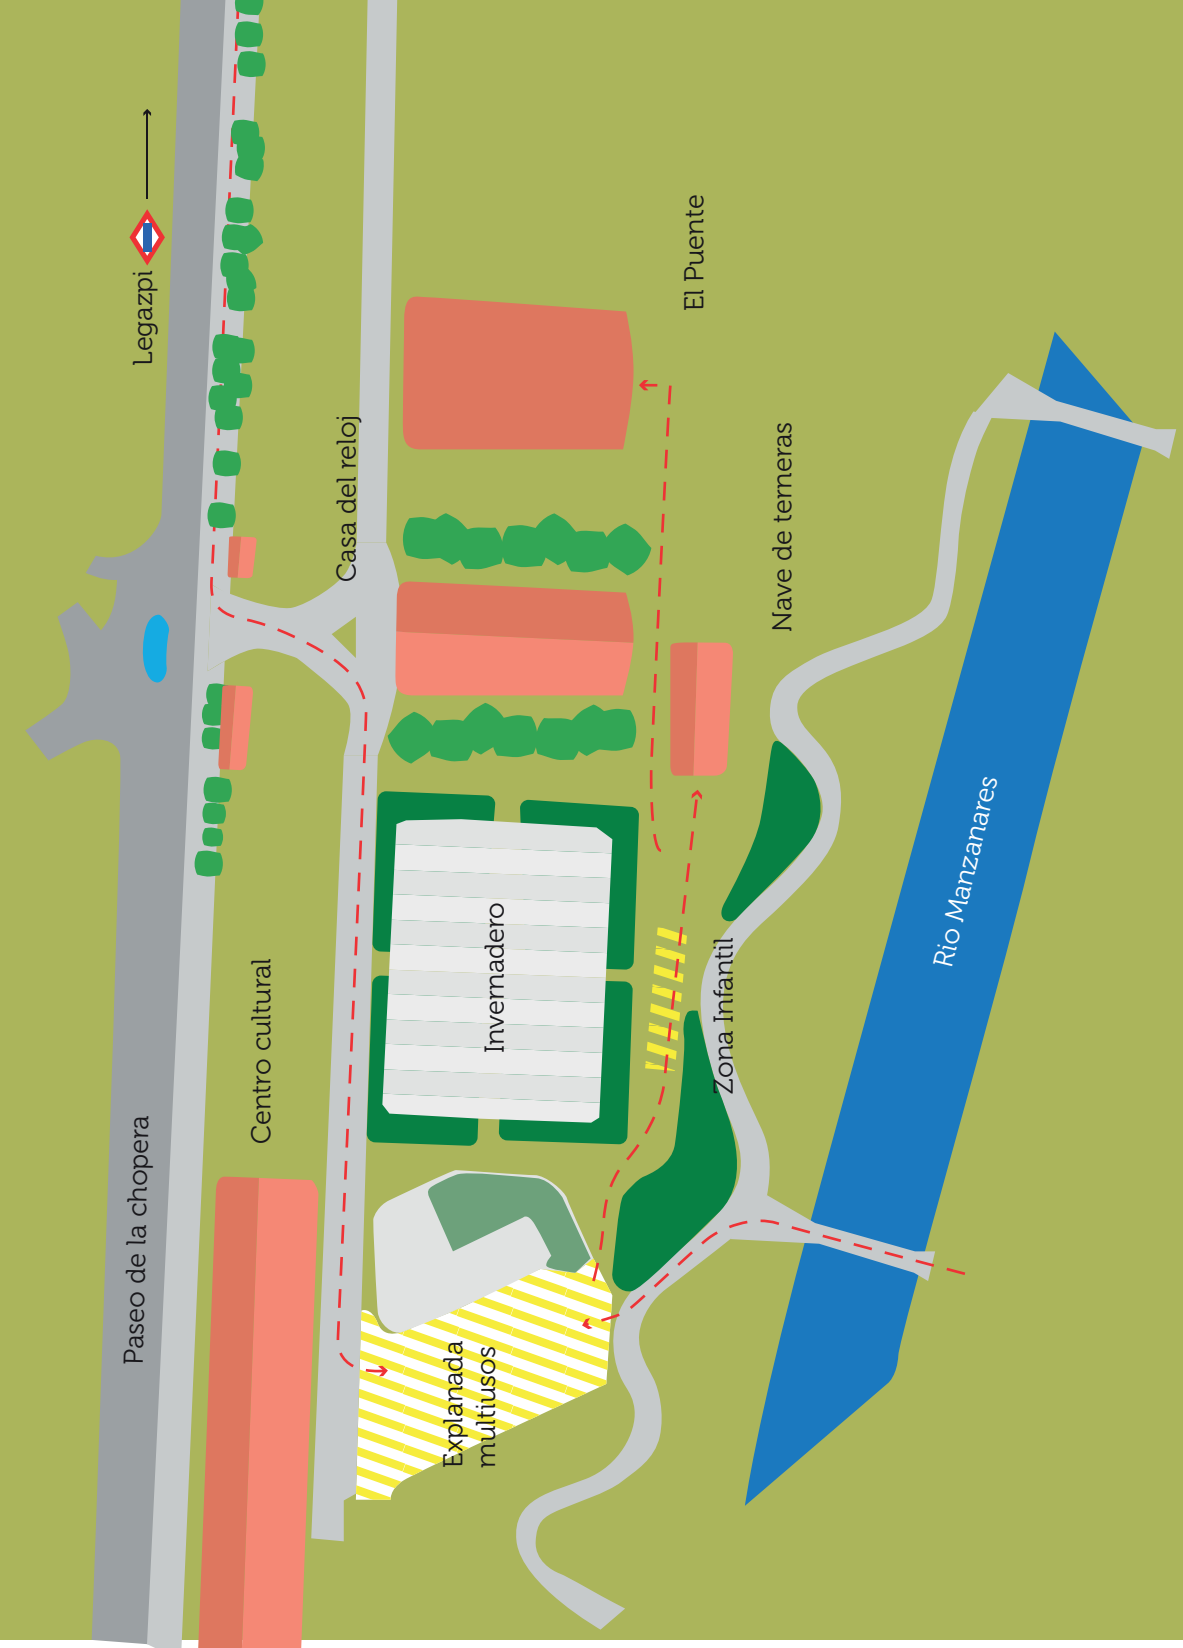 Paseo de la chopera
Legazpi
Centro cultural
Casa del reloj
Explanada
multiusos
Invernadero
El Puente
Zona Infantil
Nave de terneras
Rio Manzanares